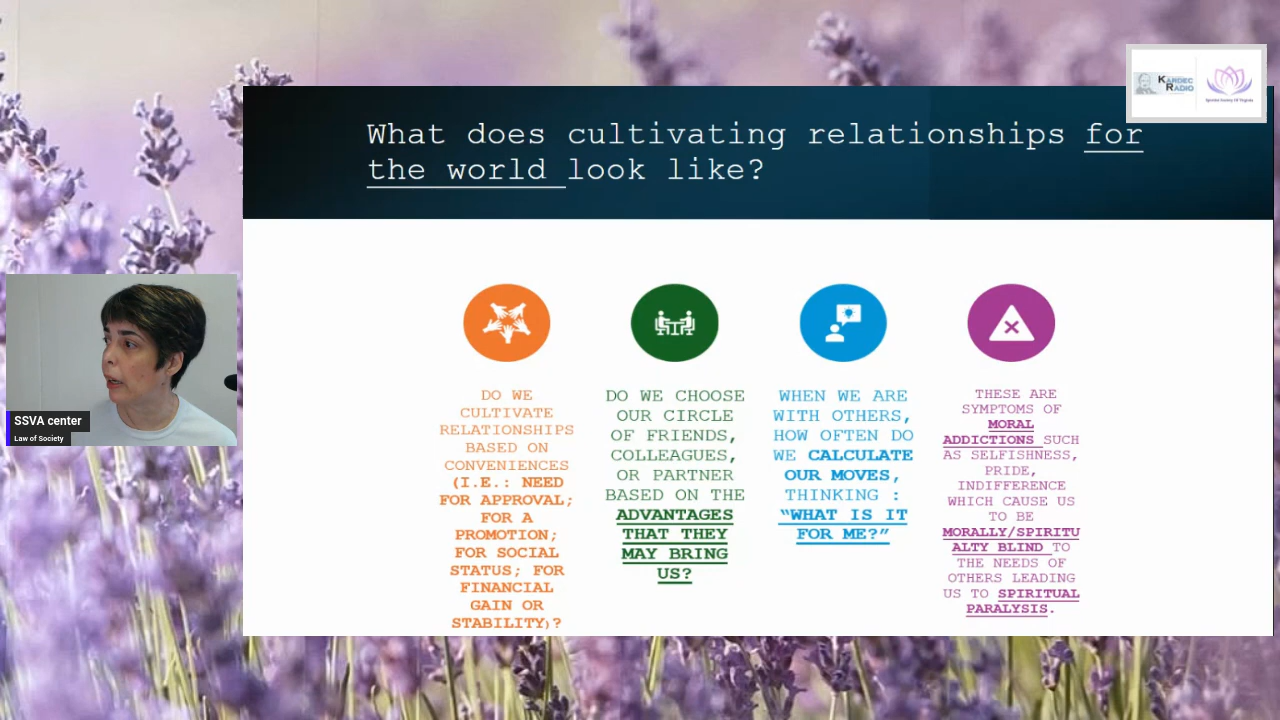 KARDEC
RADIO
Spiritist Society Of Virginia
What does cultivating relationships for
the world look like?
SSVA center
Law of Society
DO WE
CULTIVATE
RELATIONSHIPS
BASED ON
CONVENIENCES
(I.E.: NEED
FOR APPROVAL;
FOR A
PROMOTION;
FOR SOCIAL
STATUS; FOR
FINANCIAL
GAIN OR
STABILITY)?
DO WE CHOOSE
OUR CIRCLE
OF FRIENDS,
COLLEAGUES,
OR PARTNER
BASED ON THE
ADVANTAGES
THAT THEY
MAY BRING
US?
WHEN WE ARE
WITH OTHERS,
HOW OFTEN DO
WE CALCULATE
OUR MOVES,
THINKING :
“WHAT IS IT
FOR ME?”
THESE ARE
SYMPTOMS OF
MORAL
ADDICTIONS SUCH
AS SELFISHNESS,
PRIDE,
INDIFFERENCE
WHICH CAUSE US
TO BE
MORALLY/SPIRITU
ALTY BLIND TO
THE NEEDS OF
OTHERS LEADING
US TO SPIRITUAL
PARALYSIS.